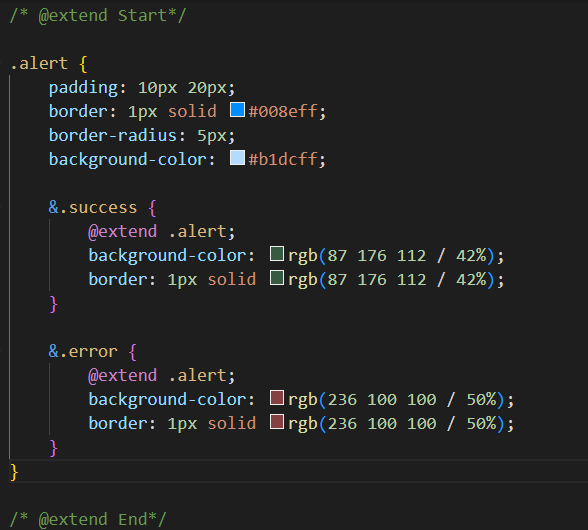 /* @extend Start*/
.alert {
padding: 10px 20px;
border: 1px solid #008eff;
border-radius: 5px;
background-color: #b1dcff;
&.success {
@extend .alert;
background-color: rgb(87 176 112 / 42%);
border: 1px solid rgb(87 176 112 / 42%);
}
&.error {
@extend .alert;
background-color: rgb(236 100 100 / 50%);
border: 1px solid rgb(236 100 100 / 50%);
}
}
/* @extend End*/